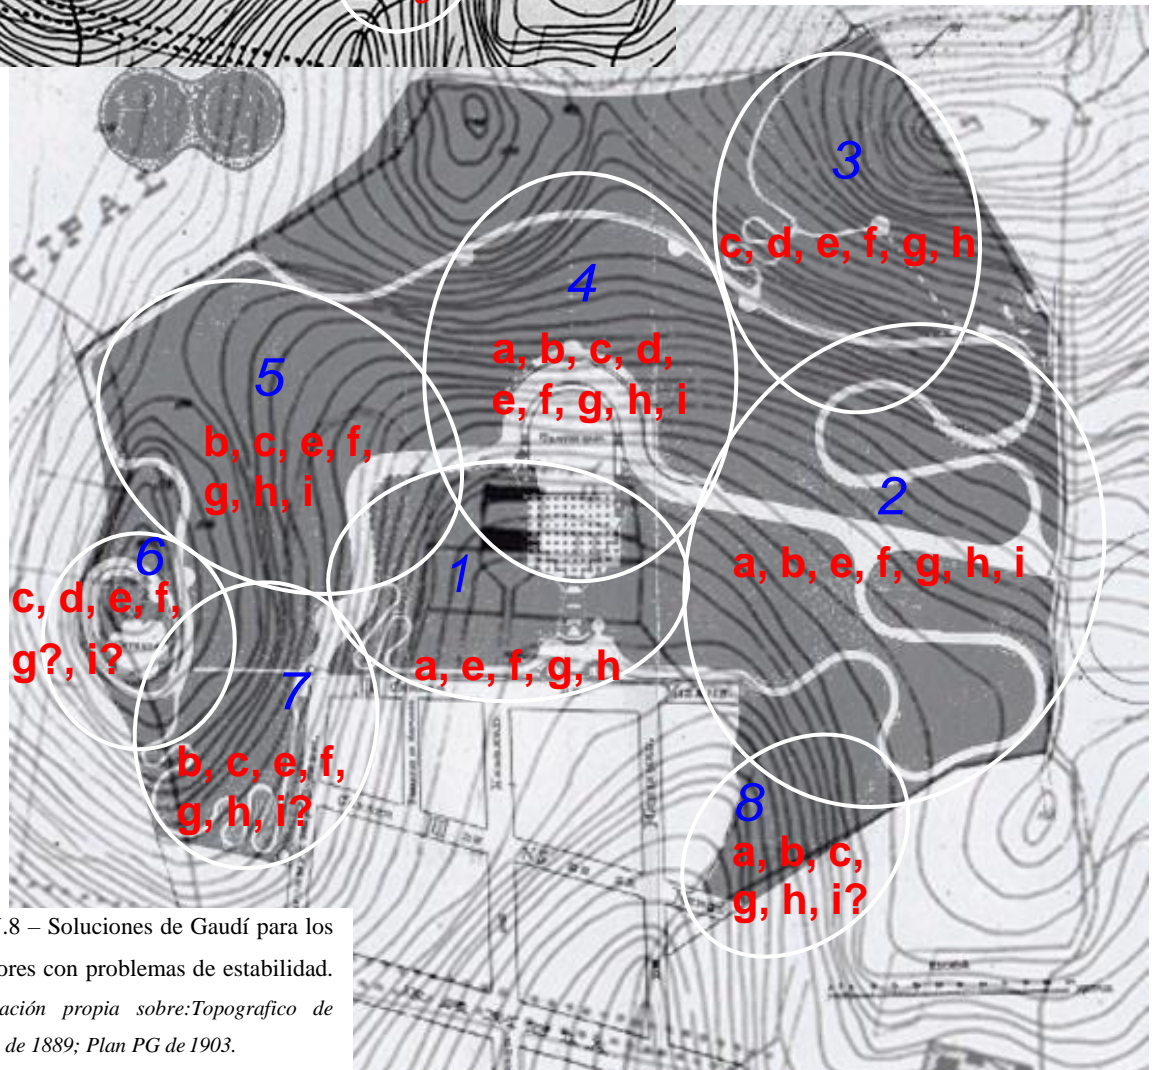 3
c, d, e, f, g, h
4
a, b, c, d,
e, f, g, h, i
5
b, c, e, f,
g, h, i
2
a, b, e, f, g, h, i
6
c, d, e, f,
g?, i?
1
a, e, f, g, h
7
b, c, e, f,
g, h, i?
8
a, b, c,
g, h, i?
.8 – Soluciones de Gaudí para los
ores con problemas de estabilidad.
ación propia sobre:Topografico de
de 1889; Plan PG de 1903.